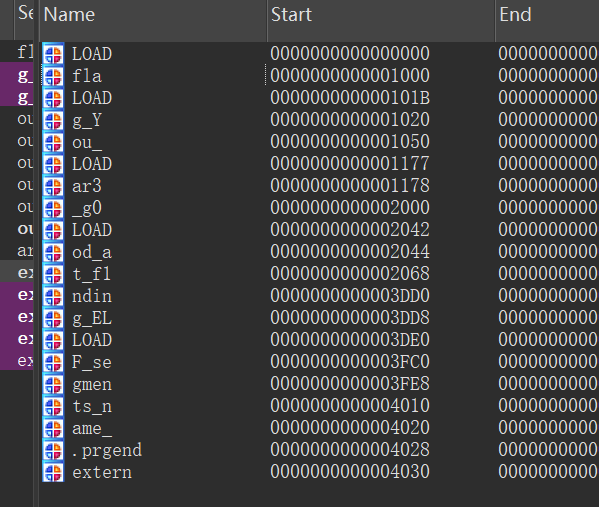 Se Name Start End
fl LOAD 0000000000000000 0000000000
g_ fla 0000000000001000 0000000000
g_ LOAD 000000000000101B 0000000000
ou g_Y 0000000000001020 0000000000
ou ou_ 0000000000001050 0000000000
ou LOAD 0000000000001177 0000000000
ou ar3 0000000000001178 0000000000
ou _g0 0000000000002000 0000000000
ou LOAD 0000000000002042 0000000000
ar od_a 0000000000002044 0000000000
ex t_fl 0000000000002068 0000000000
ex ndin 0000000000003DD0 0000000000
ex g_EL 0000000000003DD8 0000000000
ex LOAD 0000000000003DE0 0000000000
ex F_se 0000000000003FC0 0000000000
gmen 0000000000003FE8 0000000000
ts_n 0000000000004010 0000000000
ame_ 0000000000004020 0000000000
.prgend 0000000000004028 0000000000
extern 0000000000004030 0000000000